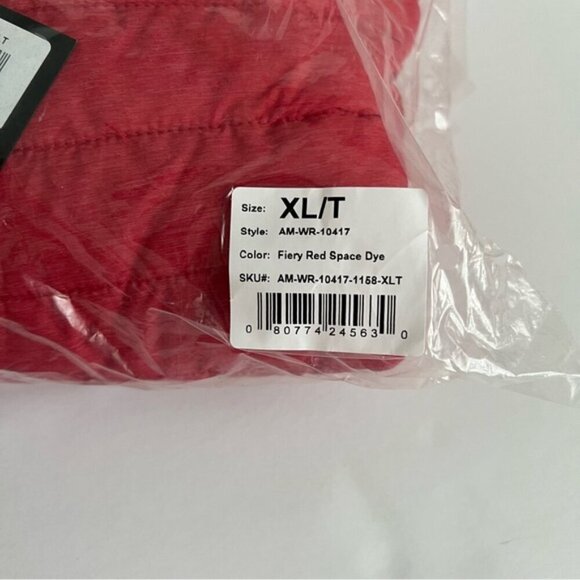 T
Size: XL/T
Style: AM-WR-10417
Color: Fiery Red Space Dye
SKU#: AM-WR-10417-1158-XLT
0 80774 24563 0